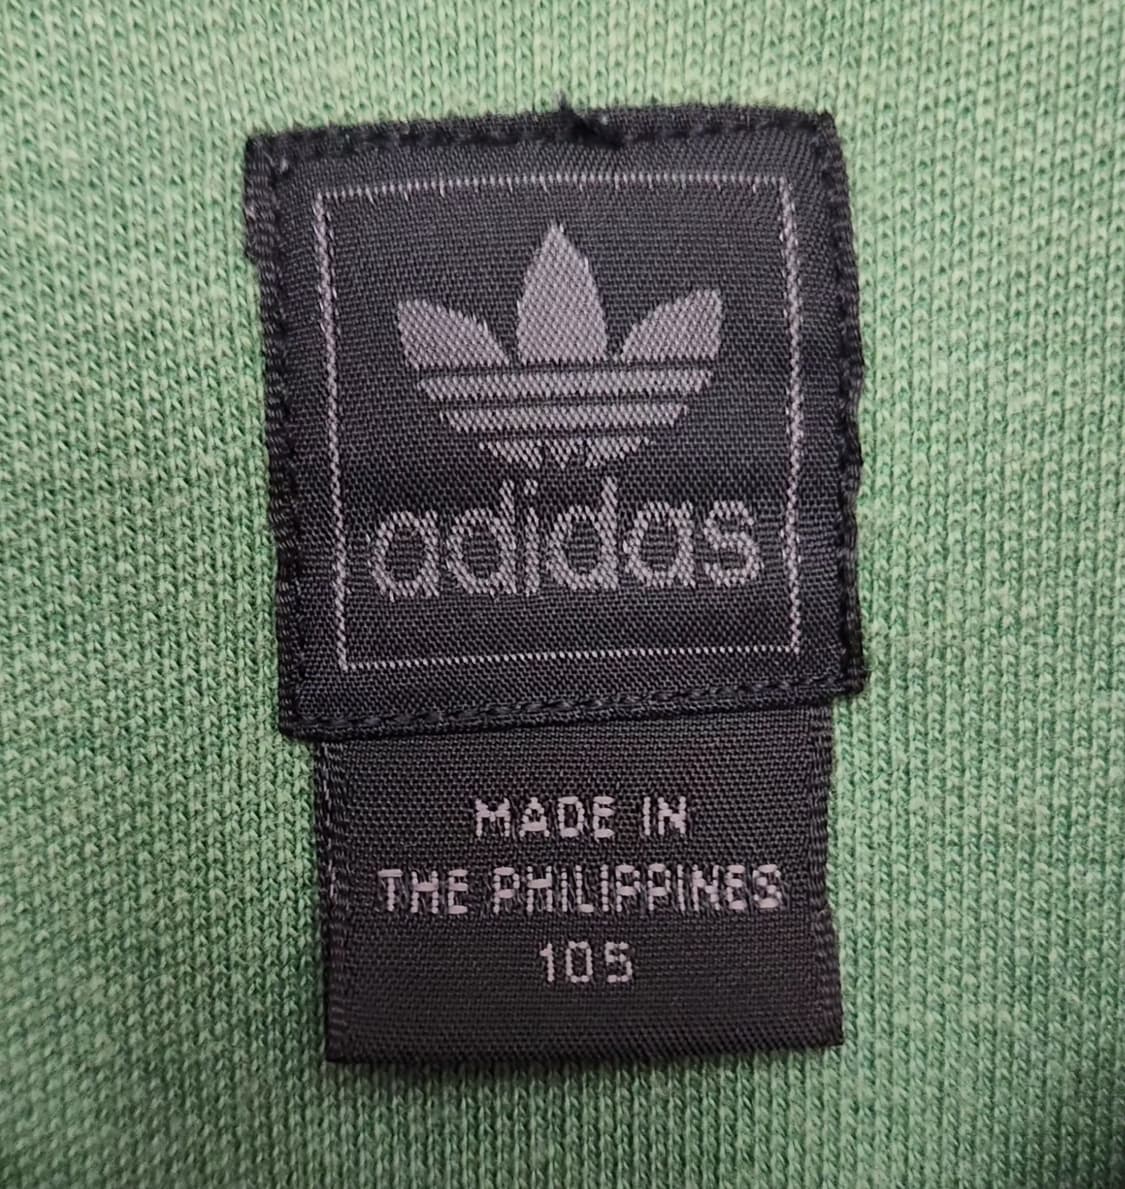 adidas
MADE IN
THE PHILIPPINES
105